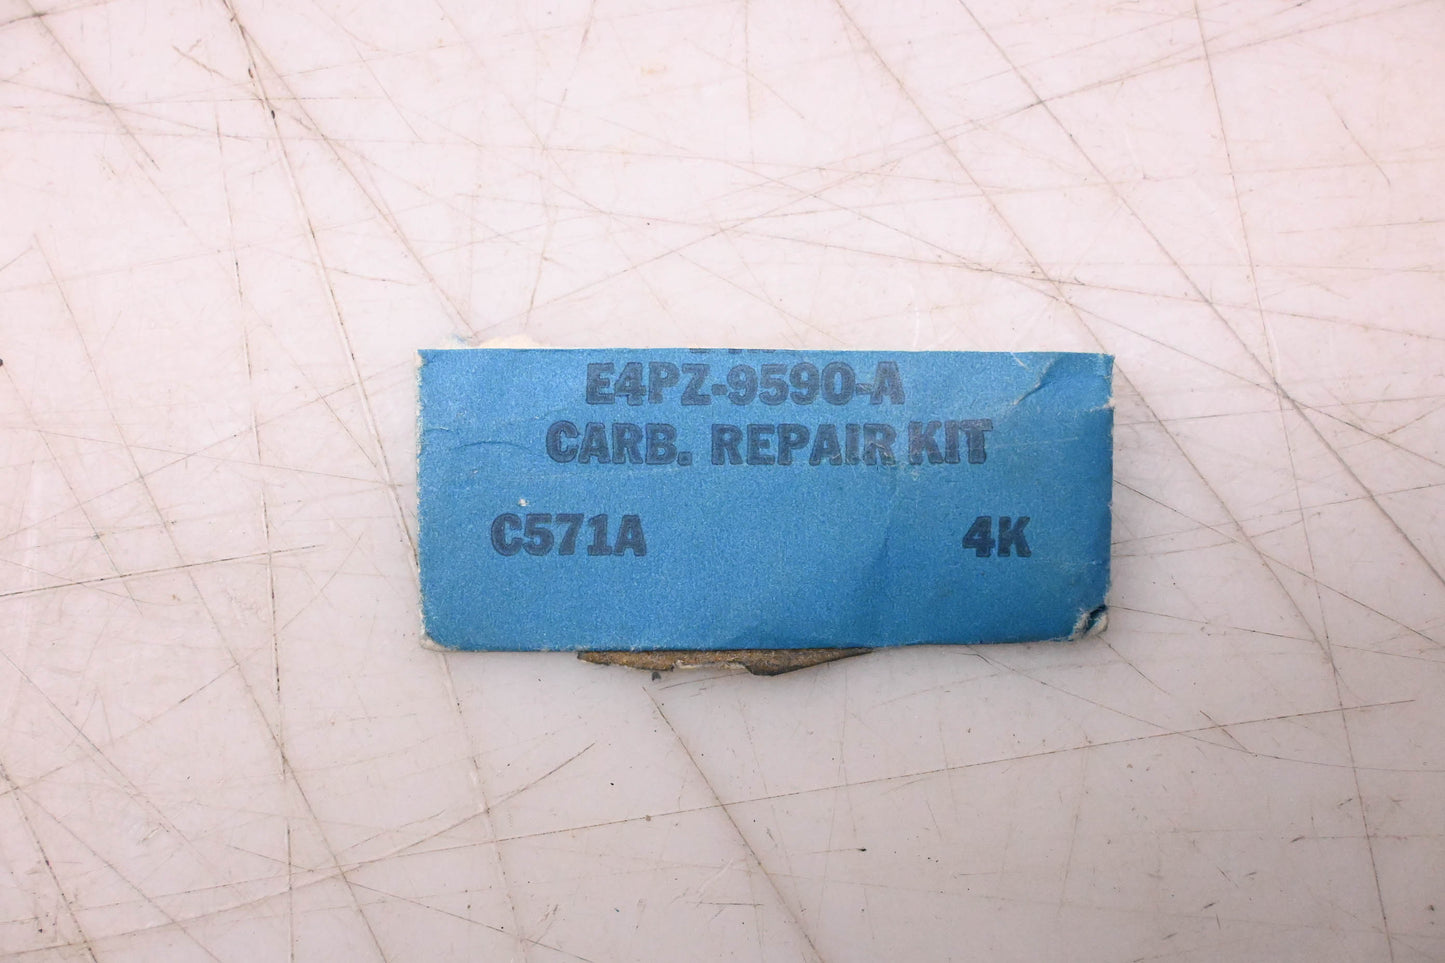 E4PZ-9590-A
CARB. REPAIR KIT
C571A 4K